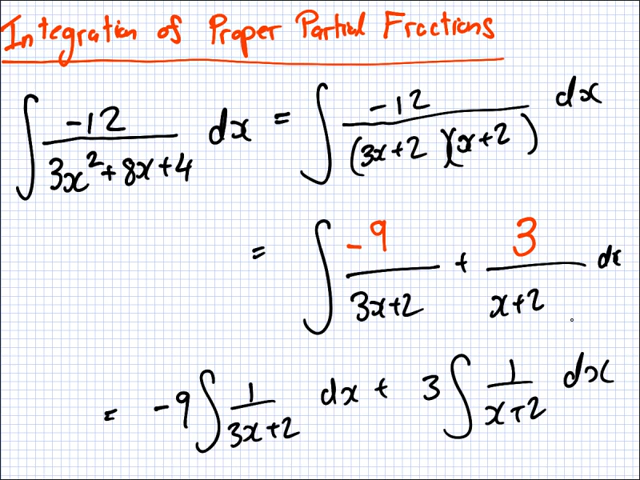 Integration of Proper Partial Fractions
∫ -12 / (3x²+8x+4) dx = ∫ -12 / ((3x+2)(x+2)) dx
= ∫ -9 / (3x+2) + 3 / (x+2) dx
= -9 ∫ 1 / (3x+2) dx + 3 ∫ 1 / (x+2) dx